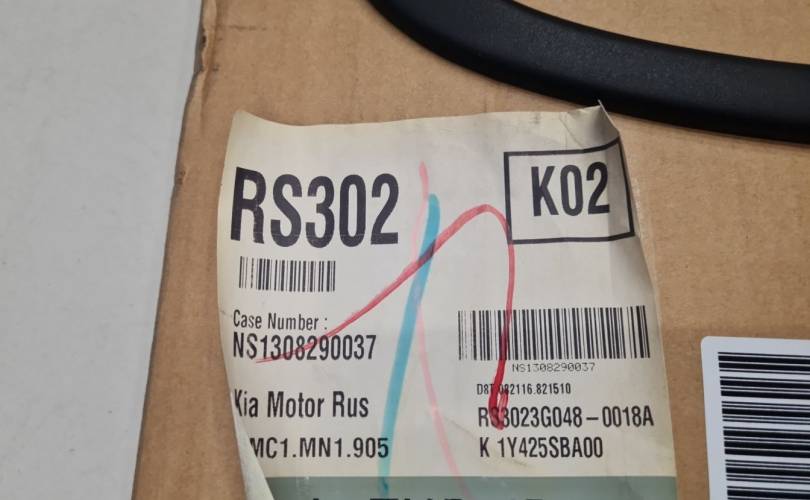 RS302
K02
Case Number :
NS1308290037
NS1308290037
Kia Motor Rus
RS3023G048-0018A
MC1.MN1.905
K 1Y425SBA00